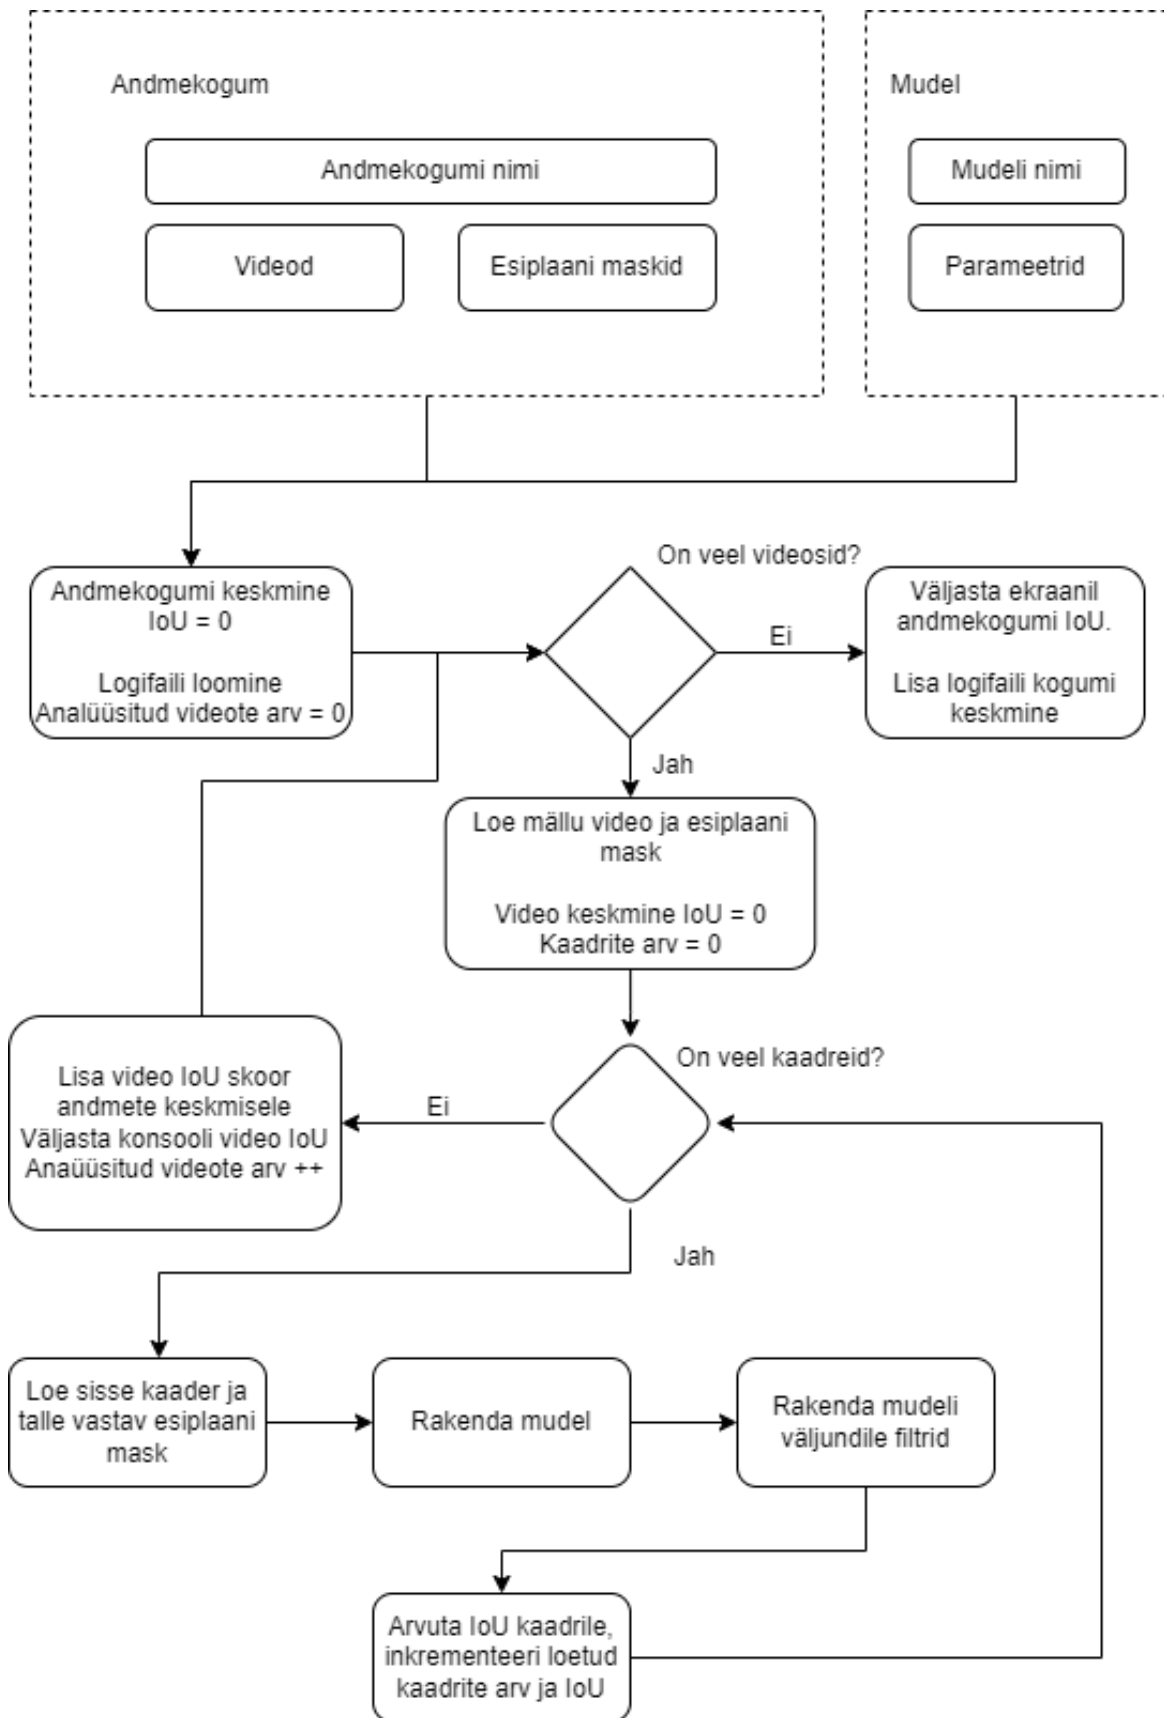 Andmekogum
Mudel
Andmekogumi nimi
Mudeli nimi
Videod
Esiplaani maskid
Parameetrid
On veel videosid?
Andmekogumi keskmine
IoU = 0
Logifaili loomine
Analüüsitud videote arv = 0
Ei
Väljasta ekraanil
andmekogumi IoU.
Lisa logifaili kogumi
keskmine
Jah
Loe mällu video ja esiplaani
mask
Video keskmine IoU = 0
Kaadrite arv = 0
On veel kaadreid?
Ei
Lisa video IoU skoor
andmete keskmisele
Väljasta konsooli video IoU
Anaüüsitud videote arv ++
Jah
Loe sisse kaader ja
talle vastav esiplaani
mask
Rakenda mudel
Rakenda mudeli
väljundile filtrid
Arvuta IoU kaadrile,
inkrementeeri loetud
kaadrite arv ja IoU